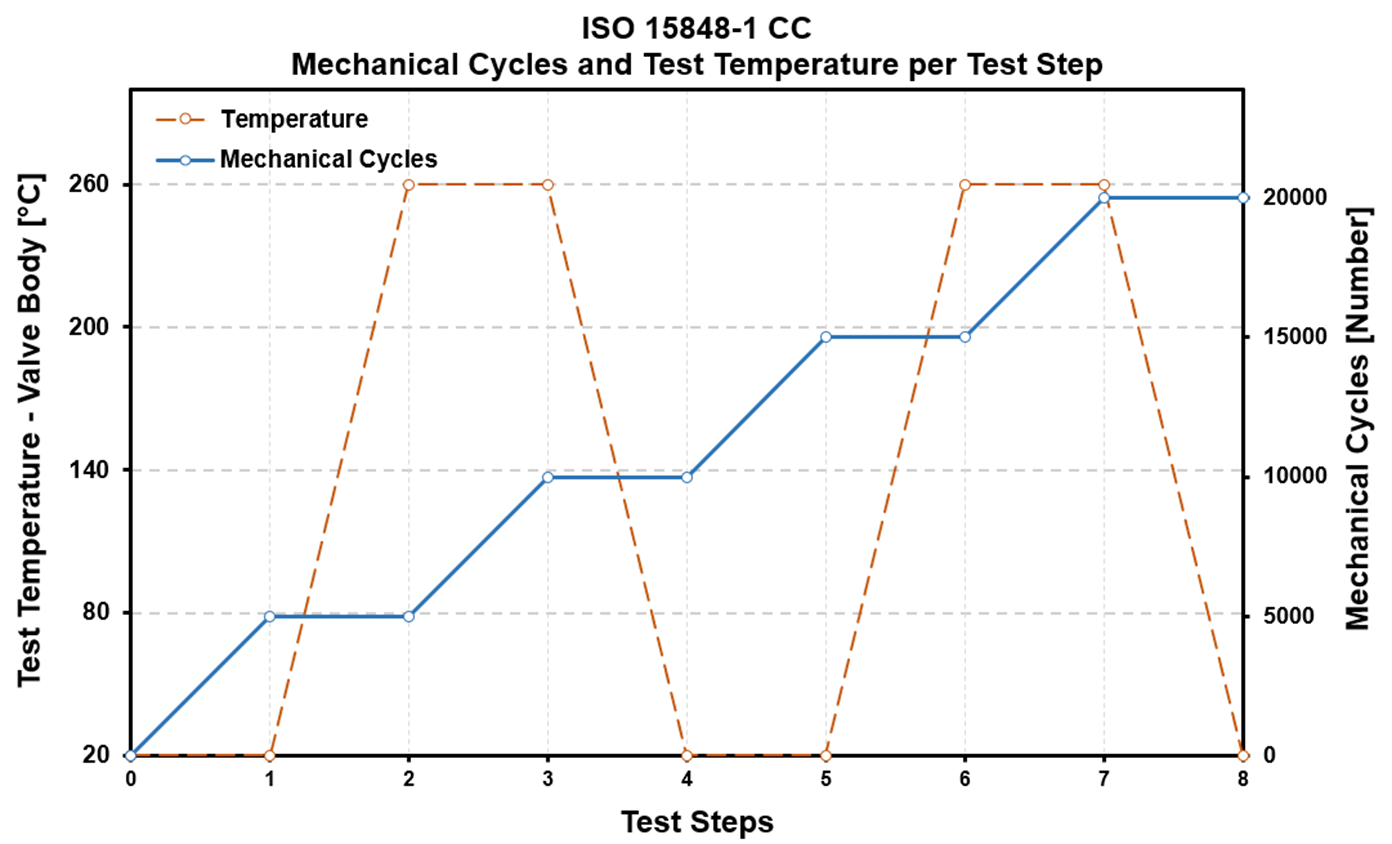 ISO 15848-1 CC
Mechanical Cycles and Test Temperature per Test Step
Temperature
Mechanical Cycles
Test Temperature - Valve Body [°C]
260
200
140
80
20
20000
15000
10000
5000
0
Mechanical Cycles [Number]
0 1 2 3 4 5 6 7 8
Test Steps